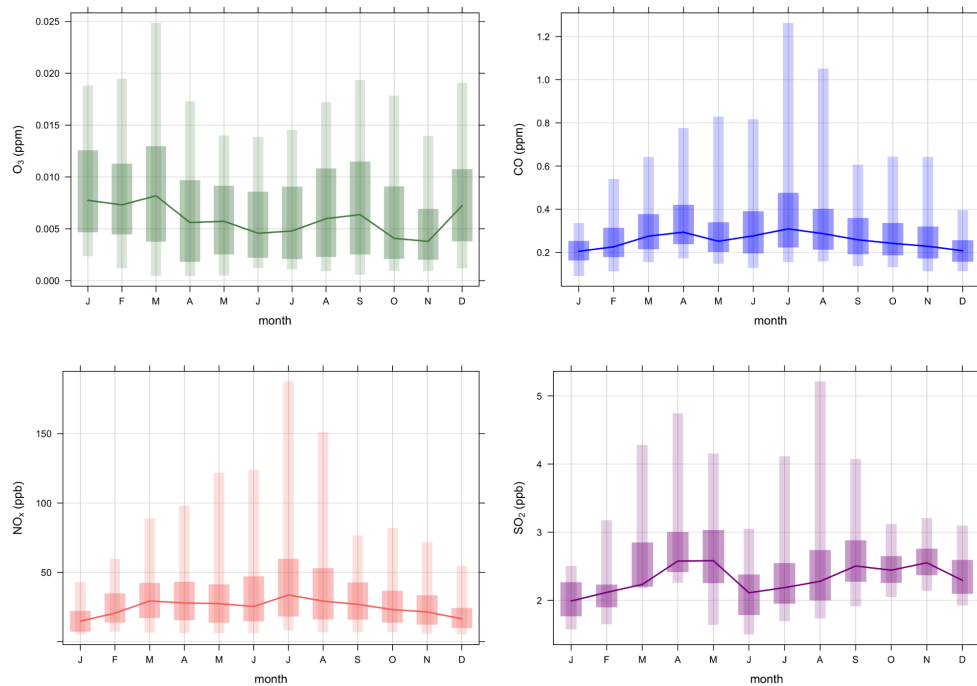 0.025
0.020
0.015
0.010
0.005
0.000
O₃ (ppm)
J F M A M J J A S O N D
month
1.2
1.0
0.8
0.6
0.4
0.2
CO (ppm)
J F M A M J J A S O N D
month
150
100
50
NOₓ (ppb)
J F M A M J J A S O N D
month
5
4
3
2
SO₂ (ppb)
J F M A M J J A S O N D
month